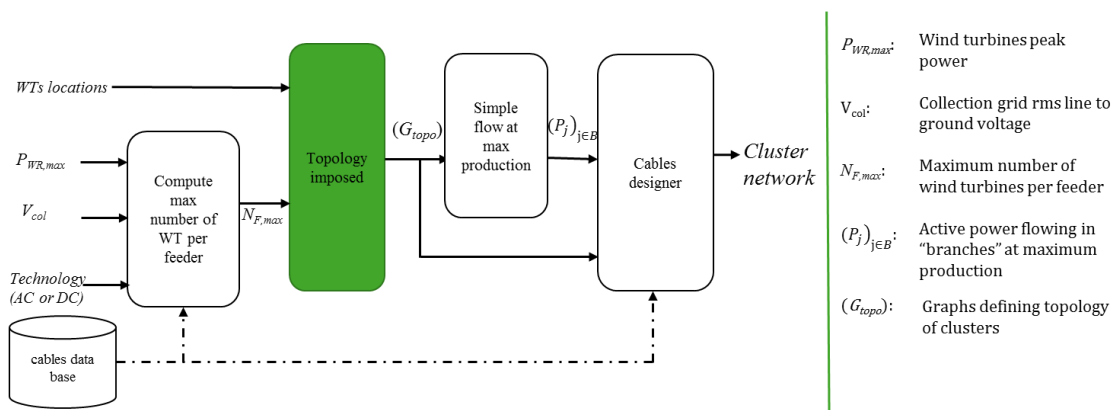 WTs locations
P_WR,max
V_col
Technology
(AC or DC)
cables data
base
Compute
max
number of
WT per
feeder
N_F,max
Topology
imposed
(G_topo)
Simple
flow at
max
production
(P_j)_j∈B
Cables
designer
Cluster
network
P_WR,max: Wind turbines peak
power
V_col: Collection grid rms line to
ground voltage
N_F,max: Maximum number of
wind turbines per feeder
(P_j)_j∈B: Active power flowing in
“branches” at maximum
production
(G_topo): Graphs defining topology
of clusters